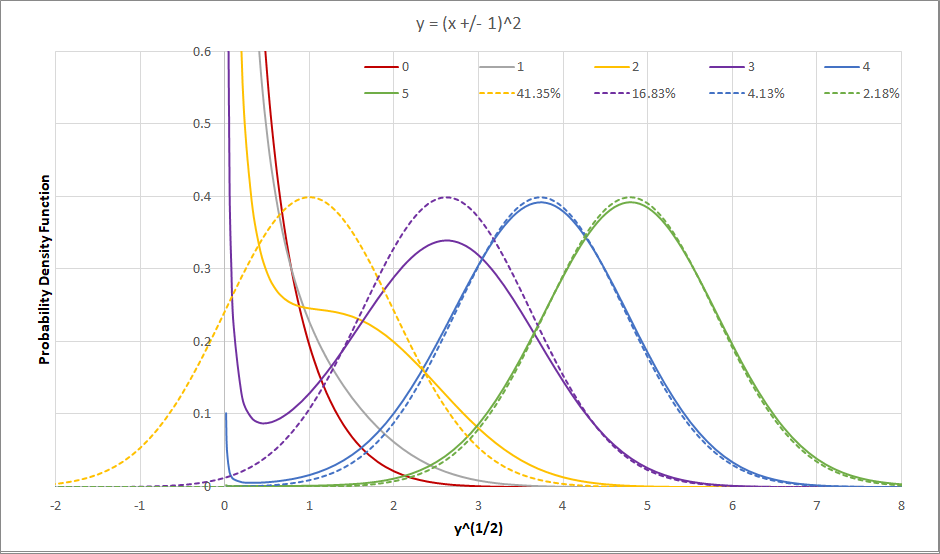 y = (x +/- 1)^2
0 1 2 3 4
5 41.35% 16.83% 4.13% 2.18%
0.6
0.5
0.4
0.3
0.2
0.1
0
Probability Density Function
-2 -1 0 1 2 3 4 5 6 7 8
y^(1/2)